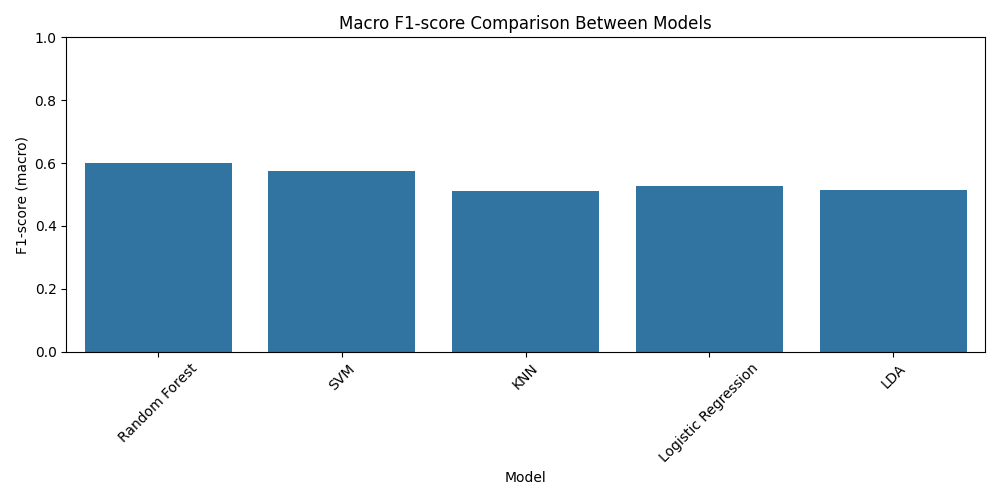 Macro F1-score Comparison Between Models
F1-score (macro)
1.0
0.8
0.6
0.4
0.2
0.0
Random Forest
SVM
KNN
Logistic Regression
LDA
Model